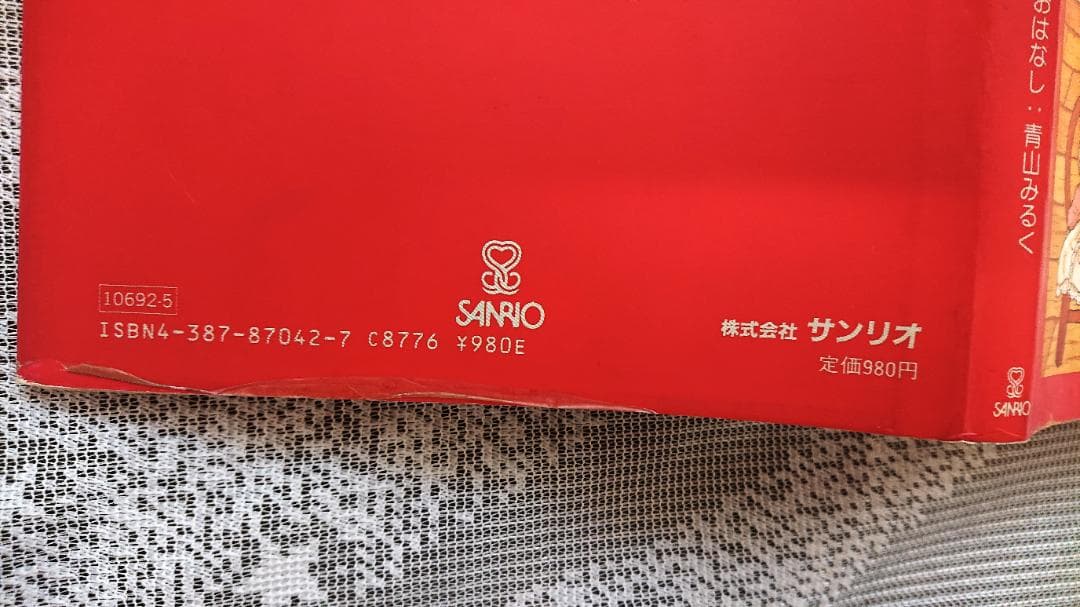 10692-5
ISBN4-387-87042-7 C8776 ¥980E
SANRIO
株式会社 サンリオ
定価980円
おはなし：青山みるく
SANRIO